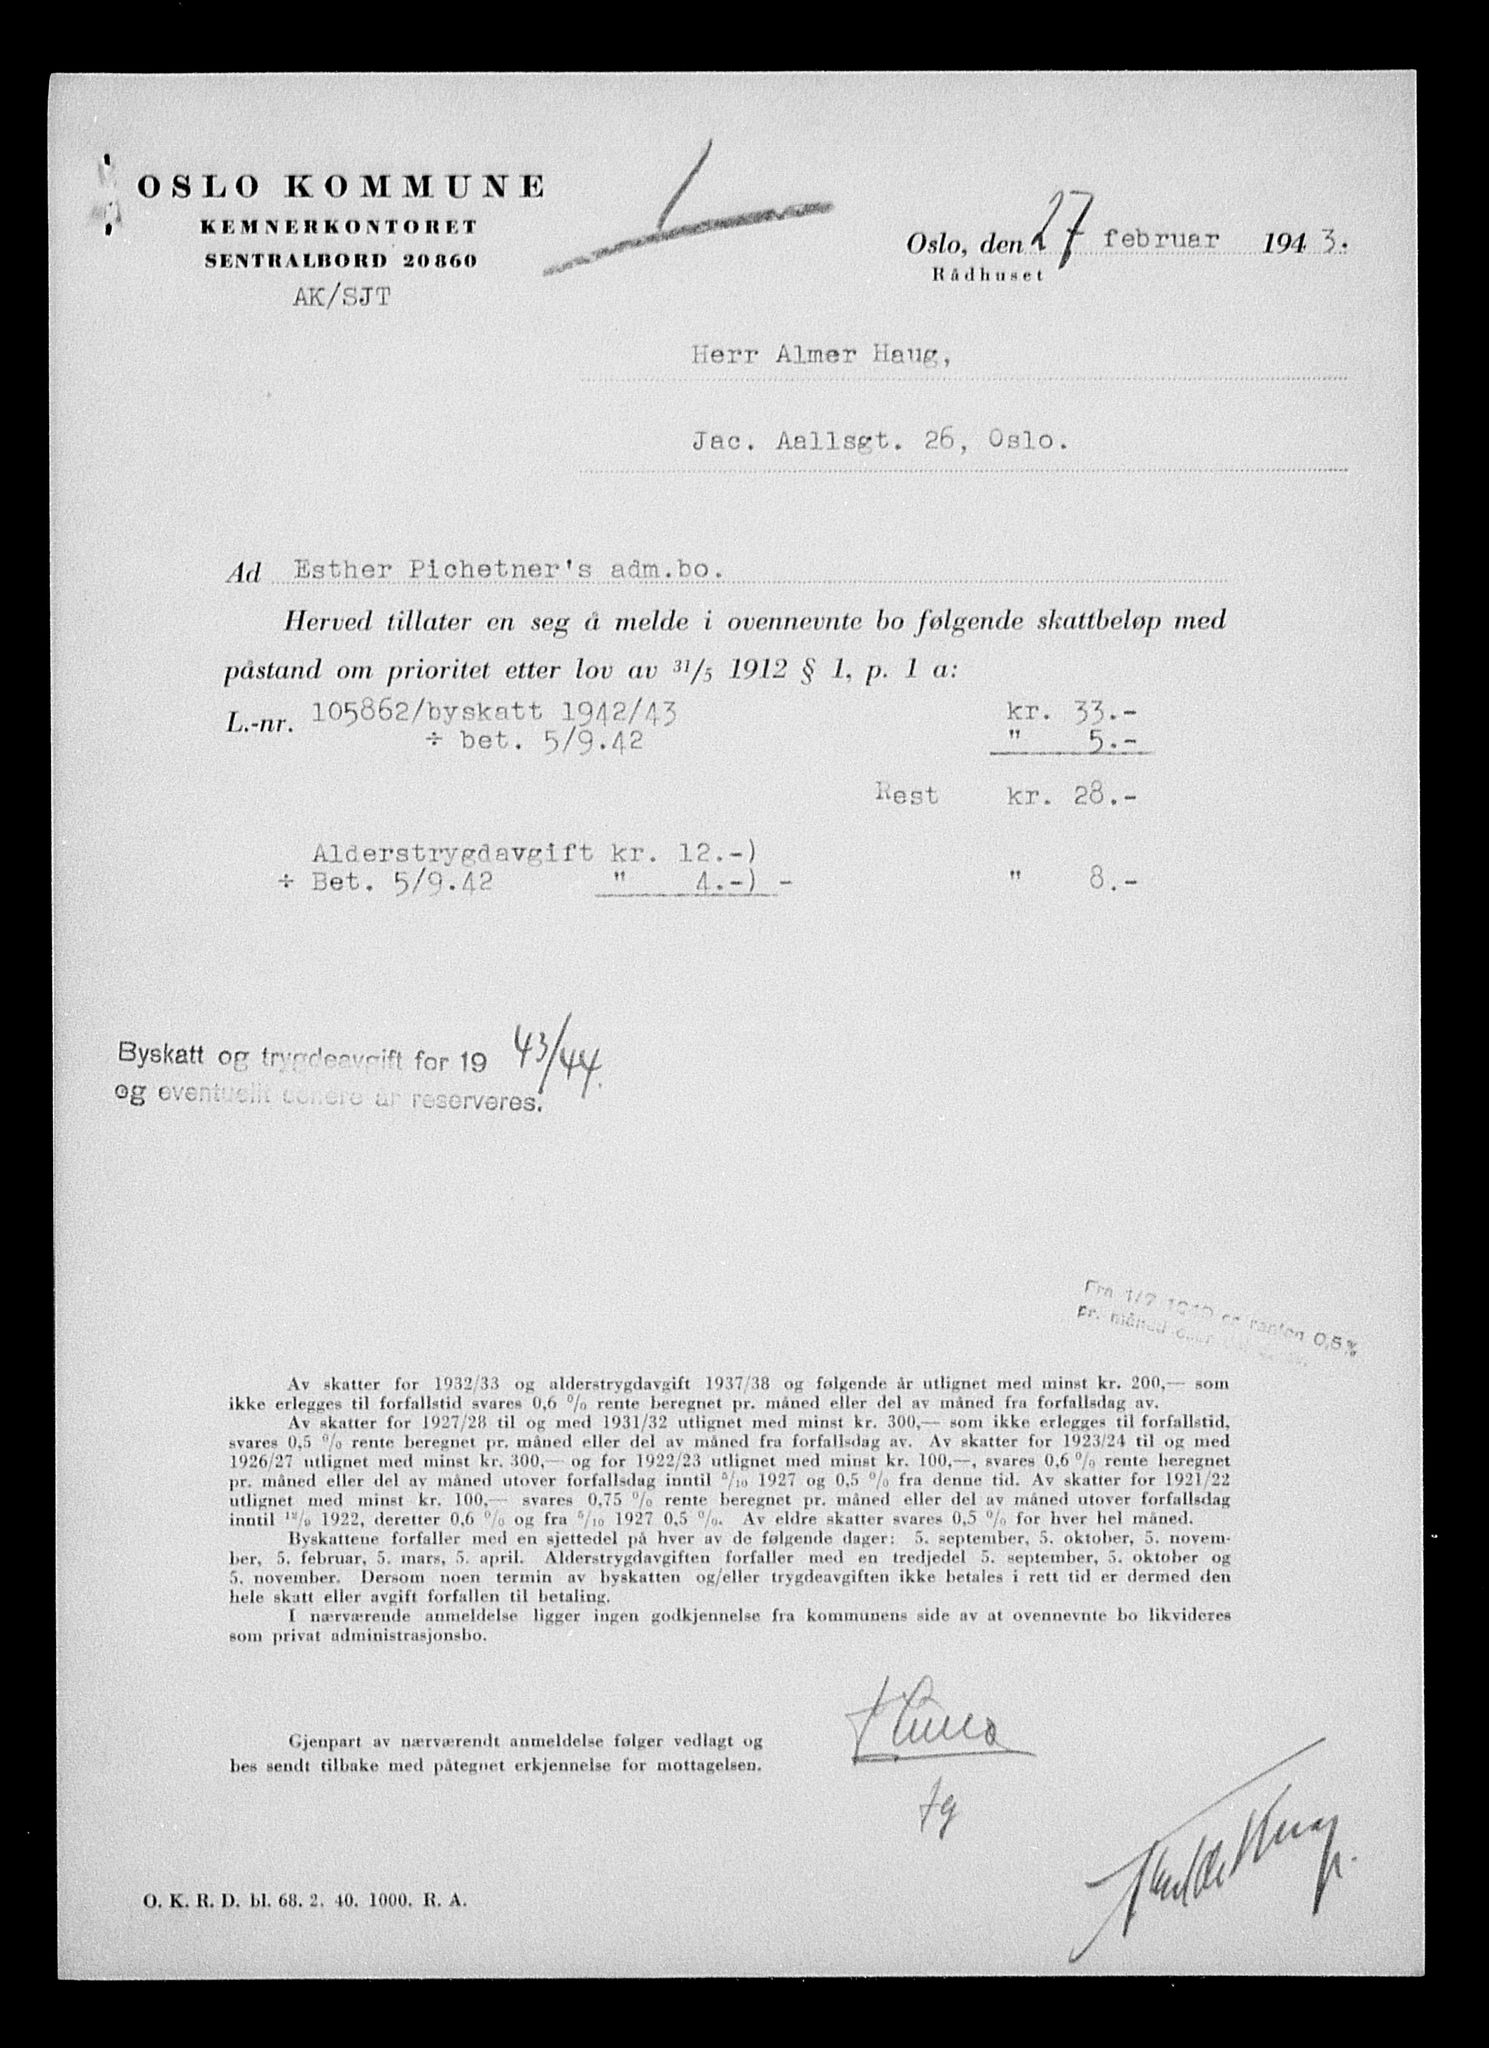 OSLO KOMMUNE
KEMNERKONTORET
SENTRALBORD 20860
AK/SJT
Oslo, den 27 februar 1943.
Rådhuset
Herr Almer Haug,
Jac. Aallsgt. 26, Oslo.
Ad Esther Pichetner's adm.bo.
Herved tillater en seg å melde i ovennevnte bo følgende skattbeløp med
påstand om prioritet etter lov av 31/5 1912 § 1, p. 1 a:
L.-nr. 105862/byskatt 1942/43 kr. 33.-
÷ bet. 5/9.42 " 5.-
Rest kr. 28.-
Alderstrygdavgift kr. 12.-)
÷ Bet. 5/9.42 " 4.-) - " 8.-
Byskatt og trygdeavgift for 19 43/44.
og eventuelt senere år reserveres.
Fra 1/7 1940 er renten 0,5%
pr. måned eller del av
Av skatter for 1932/33 og alderstrygdavgift 1937/38 og følgende år utlignet med minst kr. 200,— som
ikke erlegges til forfallstid svares 0,6 % rente beregnet pr. måned eller del av måned fra forfallsdag av.
Av skatter for 1927/28 til og med 1931/32 utlignet med minst kr. 300,— som ikke erlegges til forfallstid,
svares 0,5 % rente beregnet pr. måned eller del av måned fra forfallsdag av. Av skatter for 1923/24 til og med
1926/27 utlignet med minst kr. 300,— og for 1922/23 utlignet med minst kr. 100,—, svares 0,6 % rente beregnet
pr. måned eller del av måned utover forfallsdag inntil 5/10 1927 og 0,5 % fra denne tid. Av skatter for 1921/22
utlignet med minst kr. 100,— svares 0,75 % rente beregnet pr. måned eller del av måned utover forfallsdag
inntil 12/9 1922, deretter 0,6 % og fra 5/10 1927 0,5 %. Av eldre skatter svares 0,5 % for hver hel måned.
Byskattene forfaller med en sjettedel på hver av de følgende dager: 5. september, 5. oktober, 5. novem-
ber, 5. februar, 5. mars, 5. april. Alderstrygdavgiften forfaller med en tredjedel 5. september, 5. oktober og
5. november. Dersom noen termin av byskatten og/eller trygdeavgiften ikke betales i rett tid er dermed den
hele skatt eller avgift forfallen til betaling.
I nærværende anmeldelse ligger ingen godkjennelse fra kommunens side av at ovennevnte bo likvideres
som privat administrasjonsbo.
Gjenpart av nærværendt anmeldelse følger vedlagt og
bes sendt tilbake med påtegnet erkjennelse for mottagelsen.
O. K. R. D. bl. 68. 2. 40. 1000. R. A.